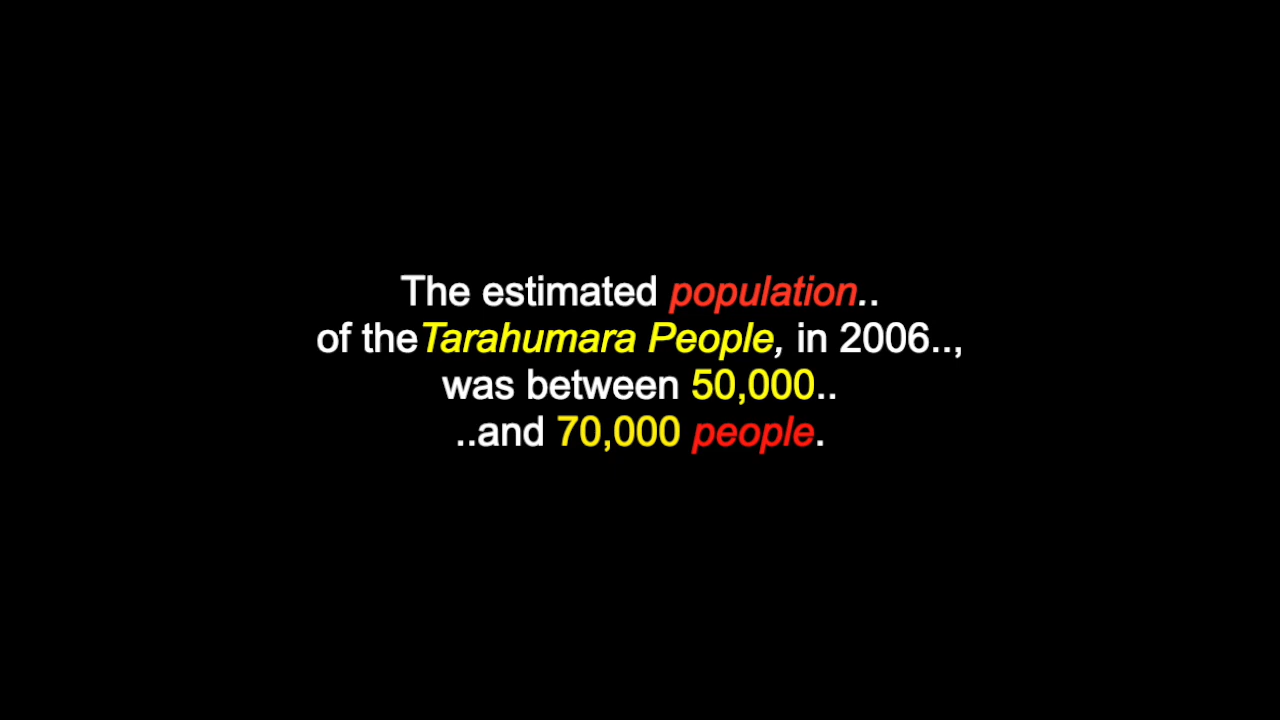 The estimated population..
of theTarahumara People, in 2006..,
was between 50,000..
..and 70,000 people.